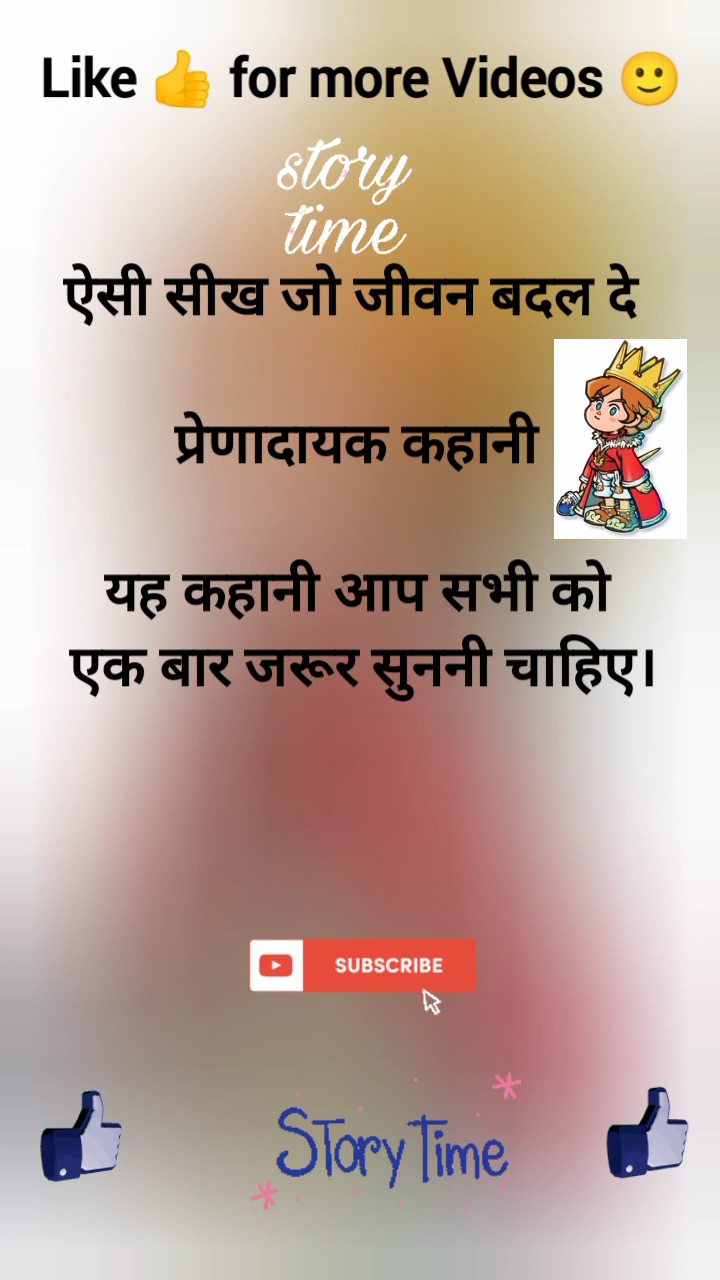 Like 👍 for more Videos 🙂
story
time
ऐसी सीख जो जीवन बदल दे
प्रेणादायक कहानी
यह कहानी आप सभी को
एक बार जरूर सुननी चाहिए।
SUBSCRIBE
Story Time